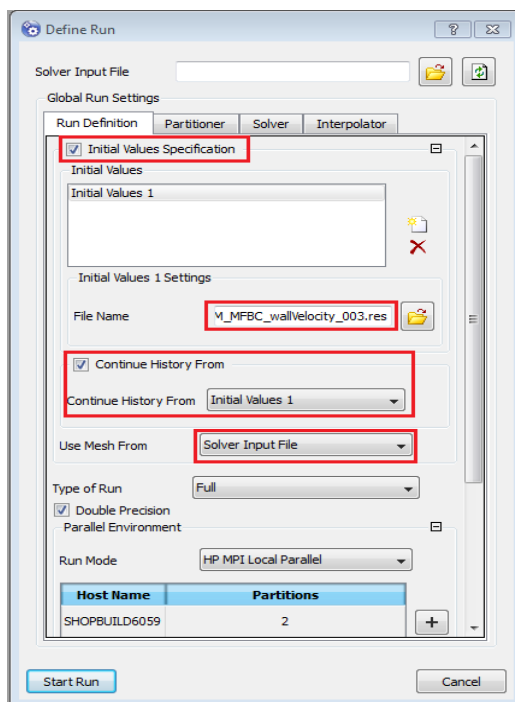 Define Run
Solver Input File
Global Run Settings
Run Definition Partitioner Solver Interpolator
Initial Values Specification
Initial Values
Initial Values 1
Initial Values 1 Settings
File Name M_MFBC_wallVelocity_003.res
Continue History From
Continue History From Initial Values 1
Use Mesh From Solver Input File
Type of Run Full
Double Precision
Parallel Environment
Run Mode HP MPI Local Parallel
Host Name Partitions
SHOPBUILD6059 2
Start Run Cancel